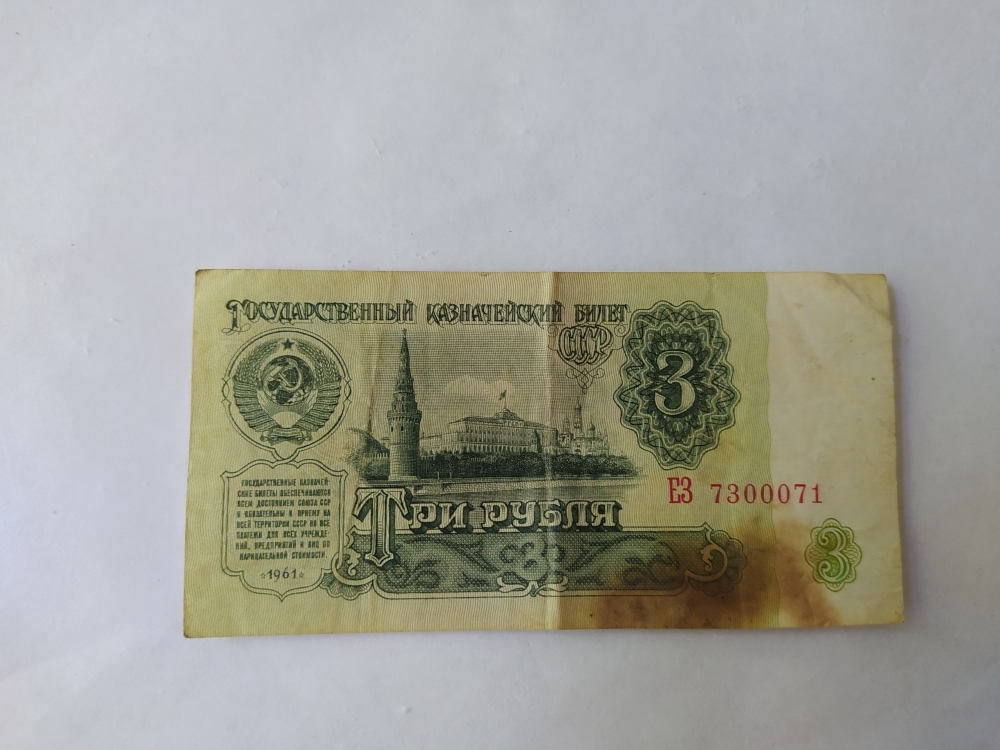 ГОСУДАРСТВЕННЫЙ КАЗНАЧЕЙСКИЙ БИЛЕТ
СССР
3
ГОСУДАРСТВЕННЫЕ КАЗНАЧЕЙ-
СКИЕ БИЛЕТЫ ОБЕСПЕЧИВАЮТСЯ
ВСЕМ ДОСТОЯНИЕМ СОЮЗА ССР
И ОБЯЗАТЕЛЬНЫ К ПРИЕМУ НА
ВСЕЙ ТЕРРИТОРИИ СССР ВО ВСЕ
ПЛАТЕЖИ ДЛЯ ВСЕХ УЧРЕЖДЕ-
НИЙ, ПРЕДПРИЯТИЙ И ЛИЦ ПО
НАРИЦАТЕЛЬНОЙ СТОИМОСТИ.
1961
ЕЗ 7300071
ТРИ РУБЛЯ
3